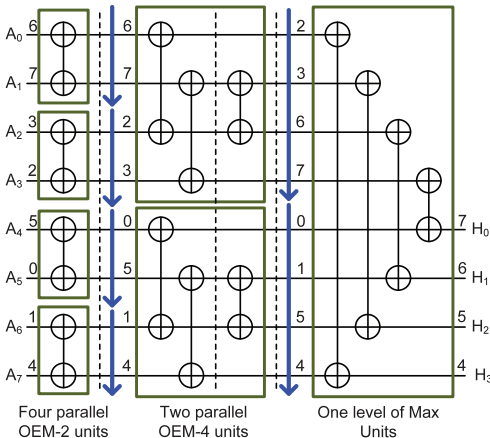 A0 6 6 2
A1 7 7 3
A2 3 2 6
A3 2 3 7
A4 5 0 0 7 H0
A5 0 5 1 6 H1
A6 1 1 5 5 H2
A7 4 4 4 4 H3
Four parallel Two parallel One level of Max
OEM-2 units OEM-4 units Units